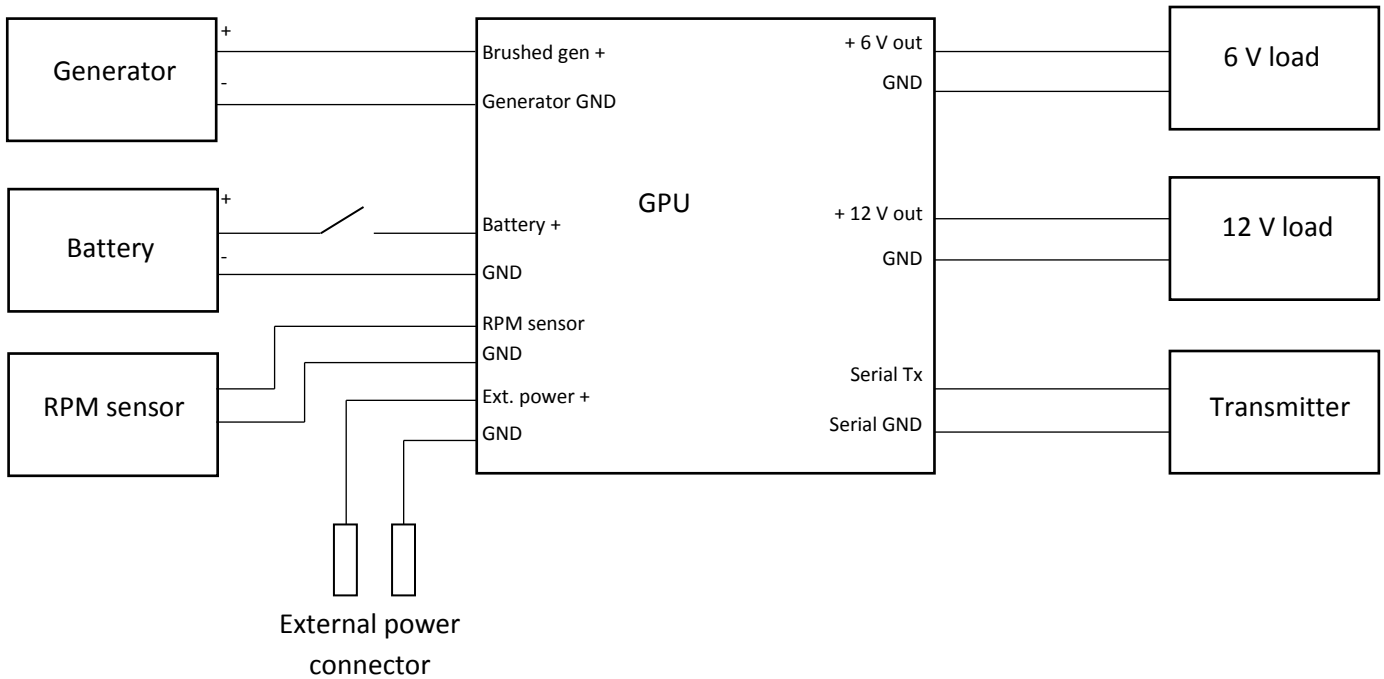 Generator
+
-
Brushed gen +
Generator GND
Battery
+
-
Battery +
GND
RPM sensor
RPM sensor
GND
Ext. power +
GND
External power
connector
GPU
+ 6 V out
GND
6 V load
+ 12 V out
GND
12 V load
Serial Tx
Serial GND
Transmitter